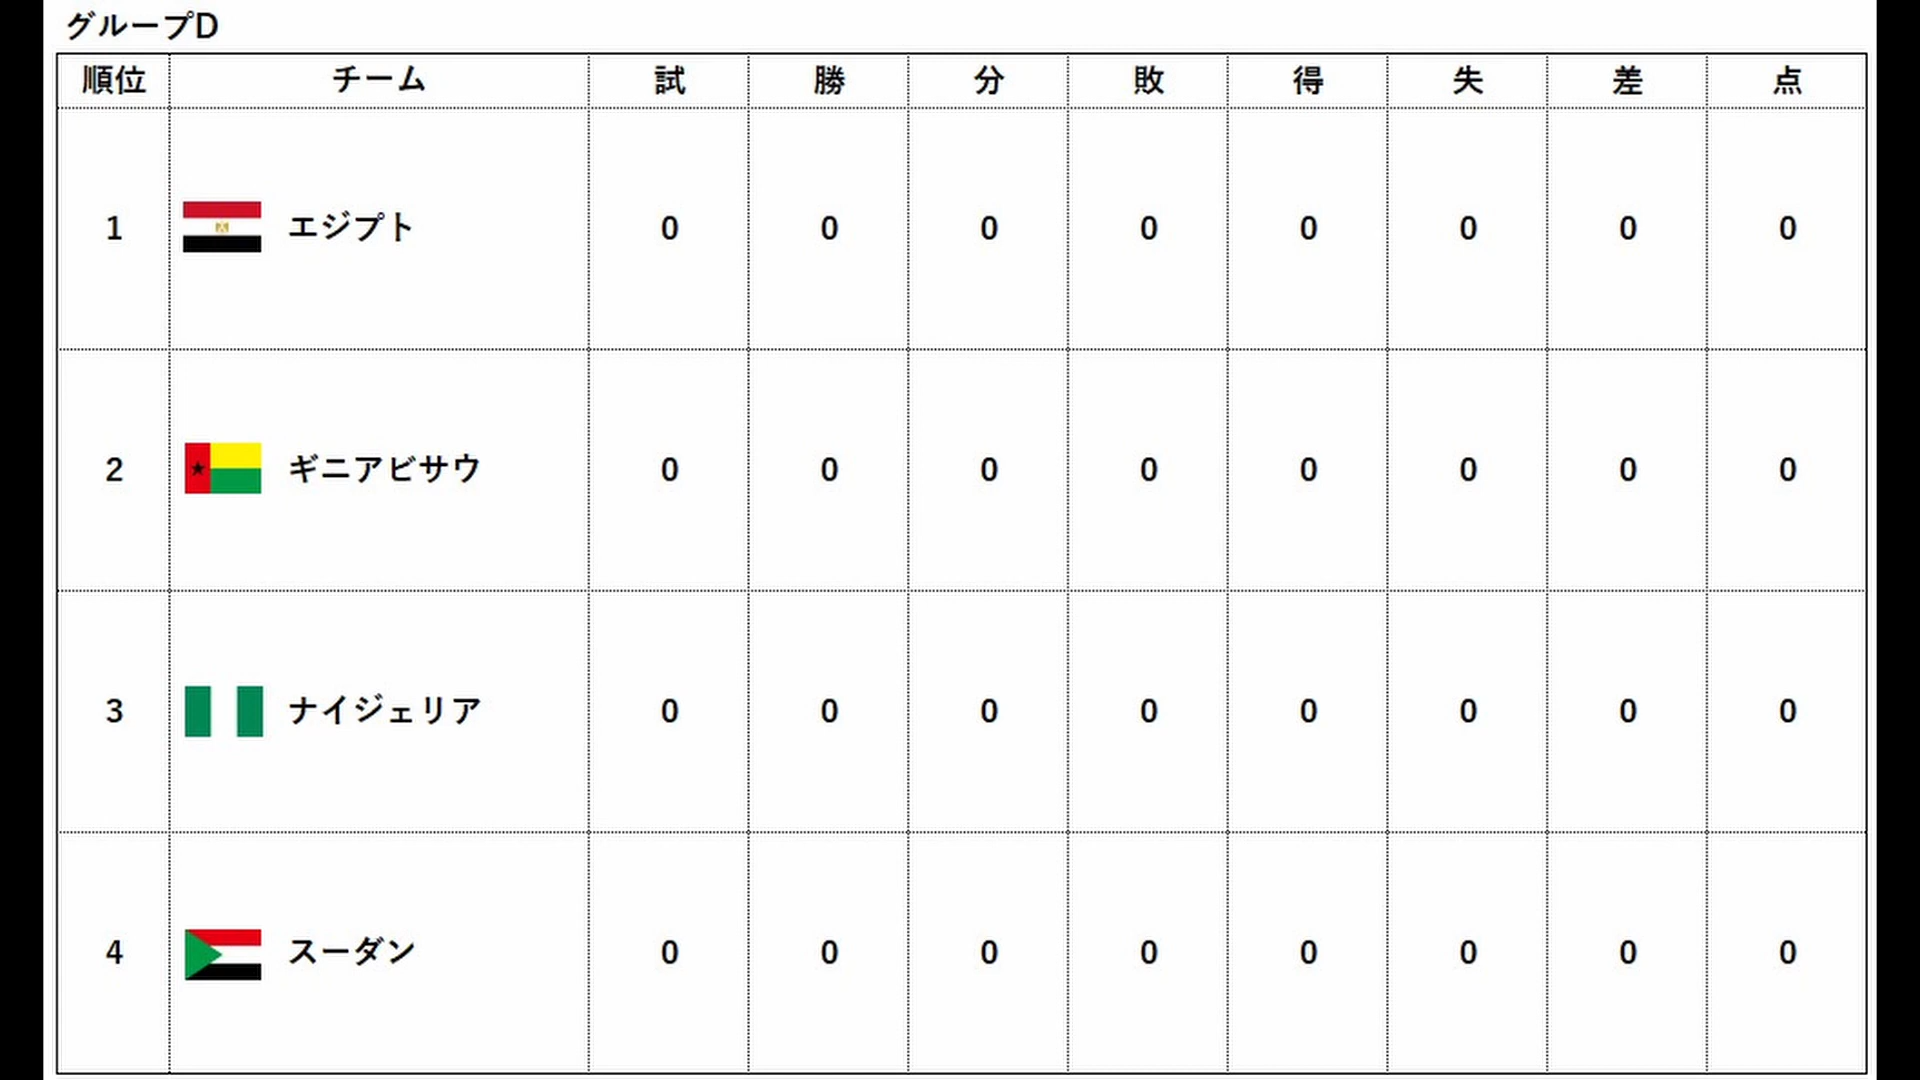 グループD
順位 チーム 試 勝 分 敗 得 失 差 点
1 エジプト 0 0 0 0 0 0 0 0
2 ギニアビサウ 0 0 0 0 0 0 0 0
3 ナイジェリア 0 0 0 0 0 0 0 0
4 スーダン 0 0 0 0 0 0 0 0